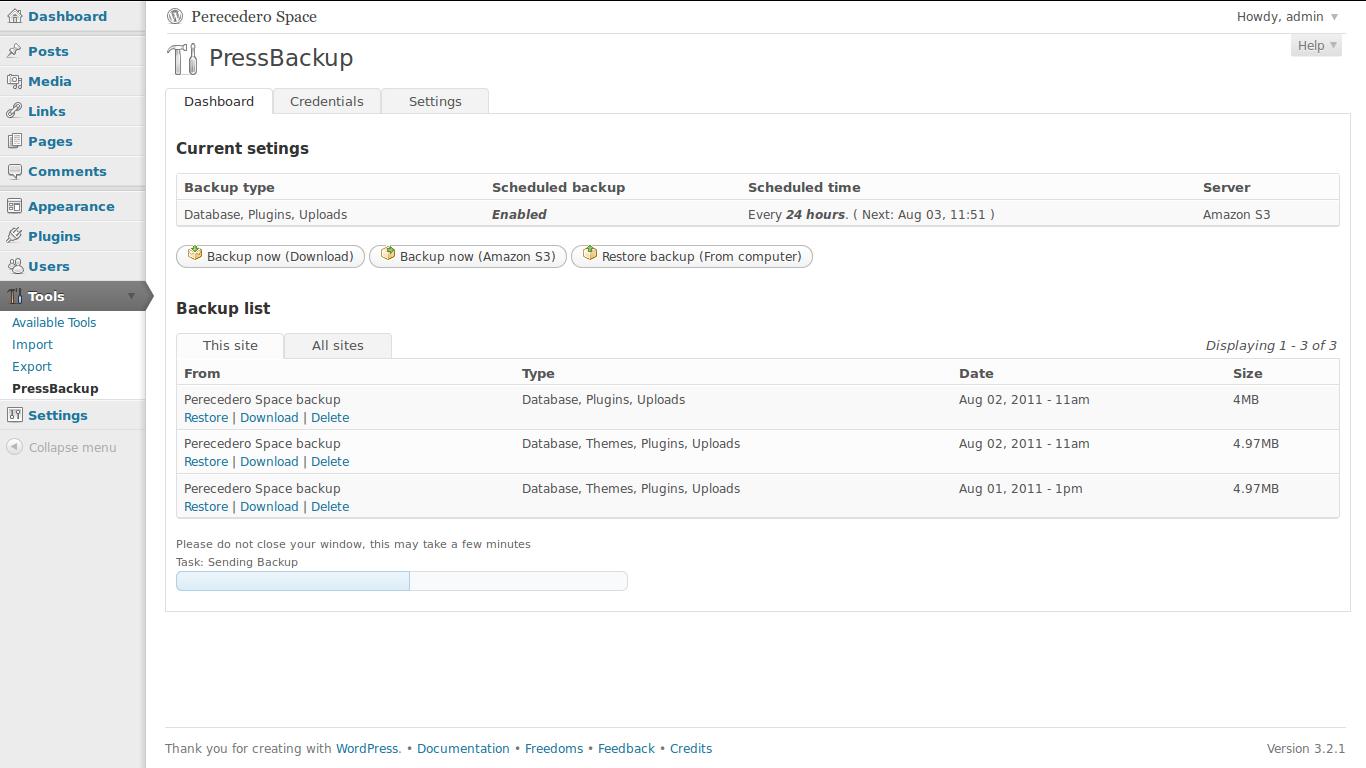 Dashboard
Posts
Media
Links
Pages
Comments
Appearance
Plugins
Users
Tools
Available Tools
Import
Export
PressBackup
Settings
Collapse menu
Perecedero Space
Howdy, admin
Help
PressBackup
Dashboard Credentials Settings
Current setings
Backup type Scheduled backup Scheduled time Server
Database, Plugins, Uploads Enabled Every 24 hours. ( Next: Aug 03, 11:51 ) Amazon S3
Backup now (Download) Backup now (Amazon S3) Restore backup (From computer)
Backup list
This site All sites Displaying 1 - 3 of 3
From Type Date Size
Perecedero Space backup Database, Plugins, Uploads Aug 02, 2011 - 11am 4MB
Restore | Download | Delete
Perecedero Space backup Database, Themes, Plugins, Uploads Aug 02, 2011 - 11am 4.97MB
Restore | Download | Delete
Perecedero Space backup Database, Themes, Plugins, Uploads Aug 01, 2011 - 1pm 4.97MB
Restore | Download | Delete
Please do not close your window, this may take a few minutes
Task: Sending Backup
Thank you for creating with WordPress. • Documentation • Freedoms • Feedback • Credits Version 3.2.1